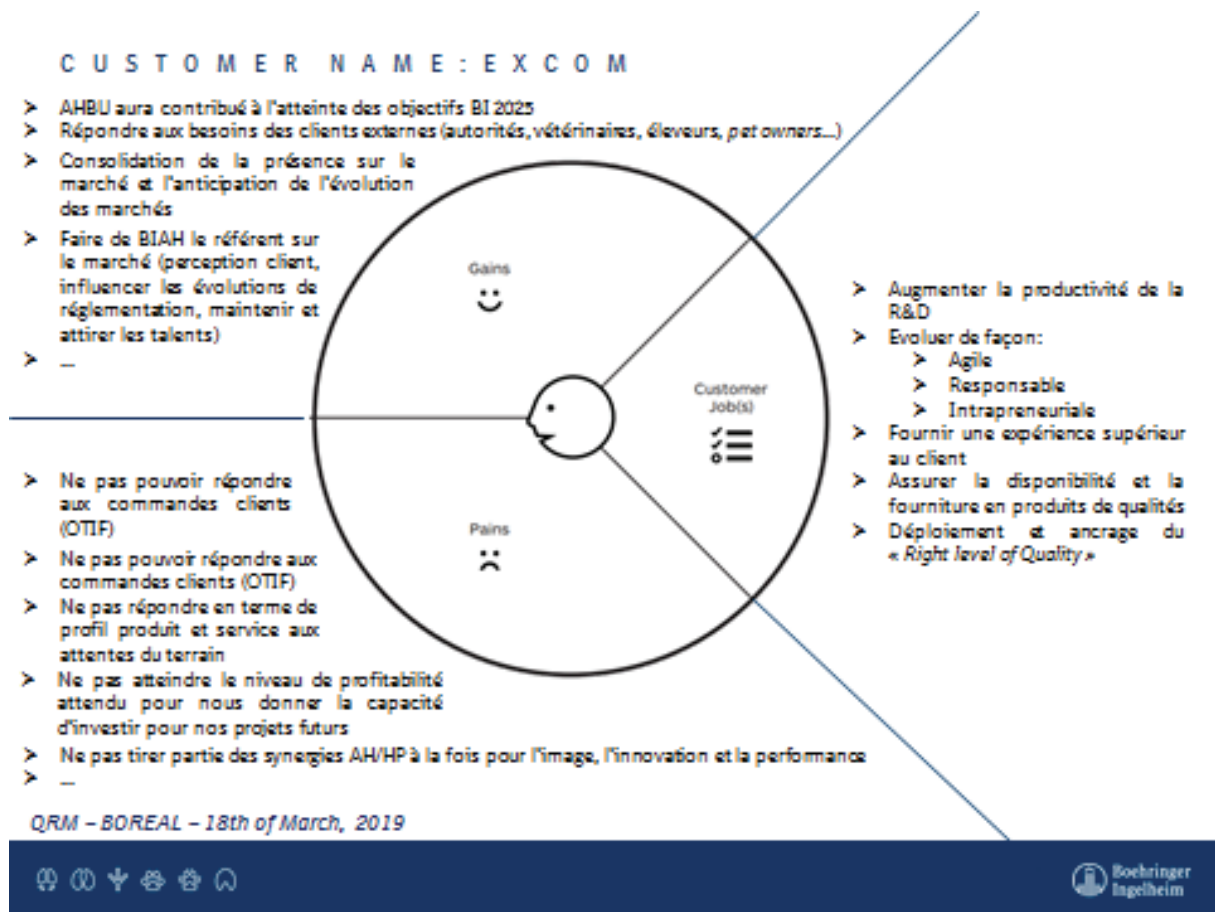 CUSTOMER NAME: EXCOM
➢ AHBU aura contribué à l'atteinte des objectifs BI 2025
➢ Répondre aux besoins des clients externes (autorités, vétérinaires, éleveurs, pet owners...)
➢ Consolidation de la présence sur le
marché et l'anticipation de l'évolution
des marchés
➢ Faire de BIAH le référent sur
le marché (perception client,
influencer les évolutions de
réglementation, maintenir et
attirer les talents)
➢ ...
Gains
Customer
Job(s)
➢ Augmenter la productivité de la
R&D
➢ Evoluer de façon:
➢ Agile
➢ Responsable
➢ Intrapreneuriale
➢ Fournir une expérience supérieur
au client
➢ Assurer la disponibilité et la
fourniture en produits de qualités
➢ Déploiement et ancrage du
« Right level of Quality »
Pains
➢ Ne pas pouvoir répondre
aux commandes clients
(OTIF)
➢ Ne pas pouvoir répondre aux
commandes clients (OTIF)
➢ Ne pas répondre en terme de
profil produit et service aux
attentes du terrain
➢ Ne pas atteindre le niveau de profitabilité
attendu pour nous donner la capacité
d'investir pour nos projets futurs
➢ Ne pas tirer partie des synergies AH/HP à la fois pour l'image, l'innovation et la performance
➢ ...
QRM – BOREAL – 18th of March, 2019
Boehringer
Ingelheim